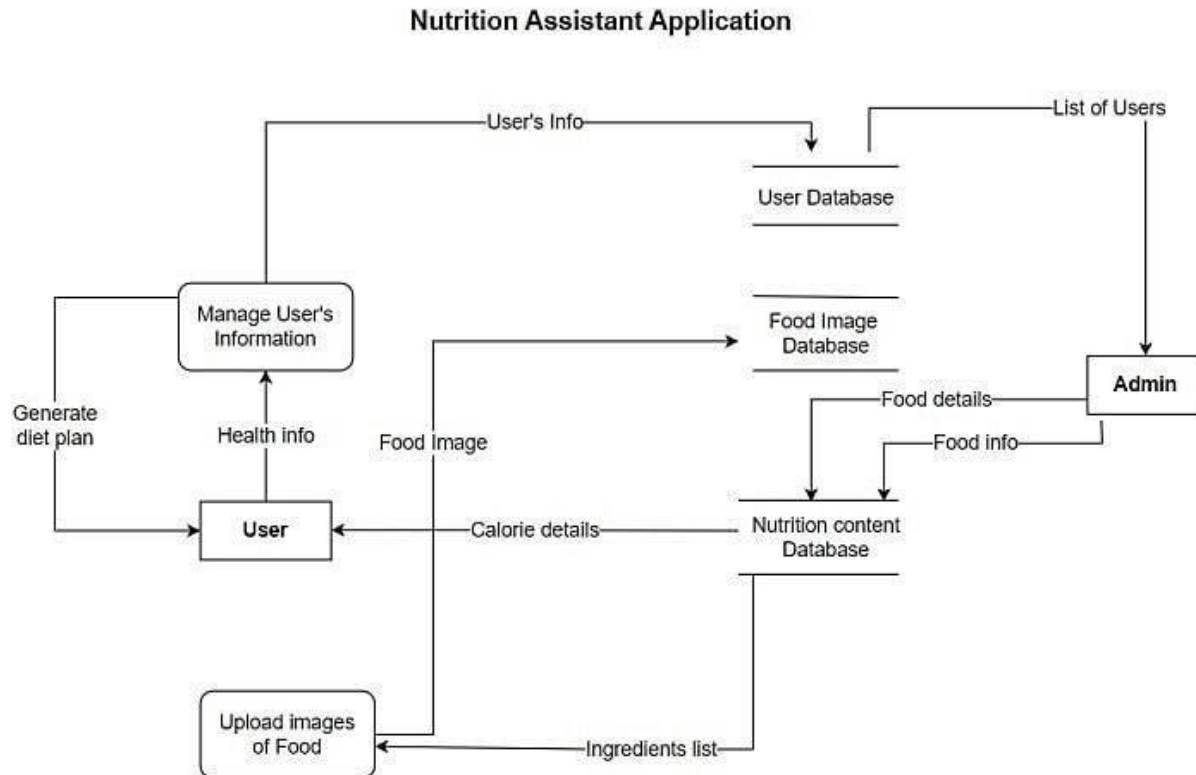 Nutrition Assistant Application
User's Info
List of Users
User Database
Manage User's
Information
Food Image
Database
Admin
Food details
Generate
diet plan
Health info
Food Image
Food info
User
Calorie details
Nutrition content
Database
Upload images
of Food
Ingredients list